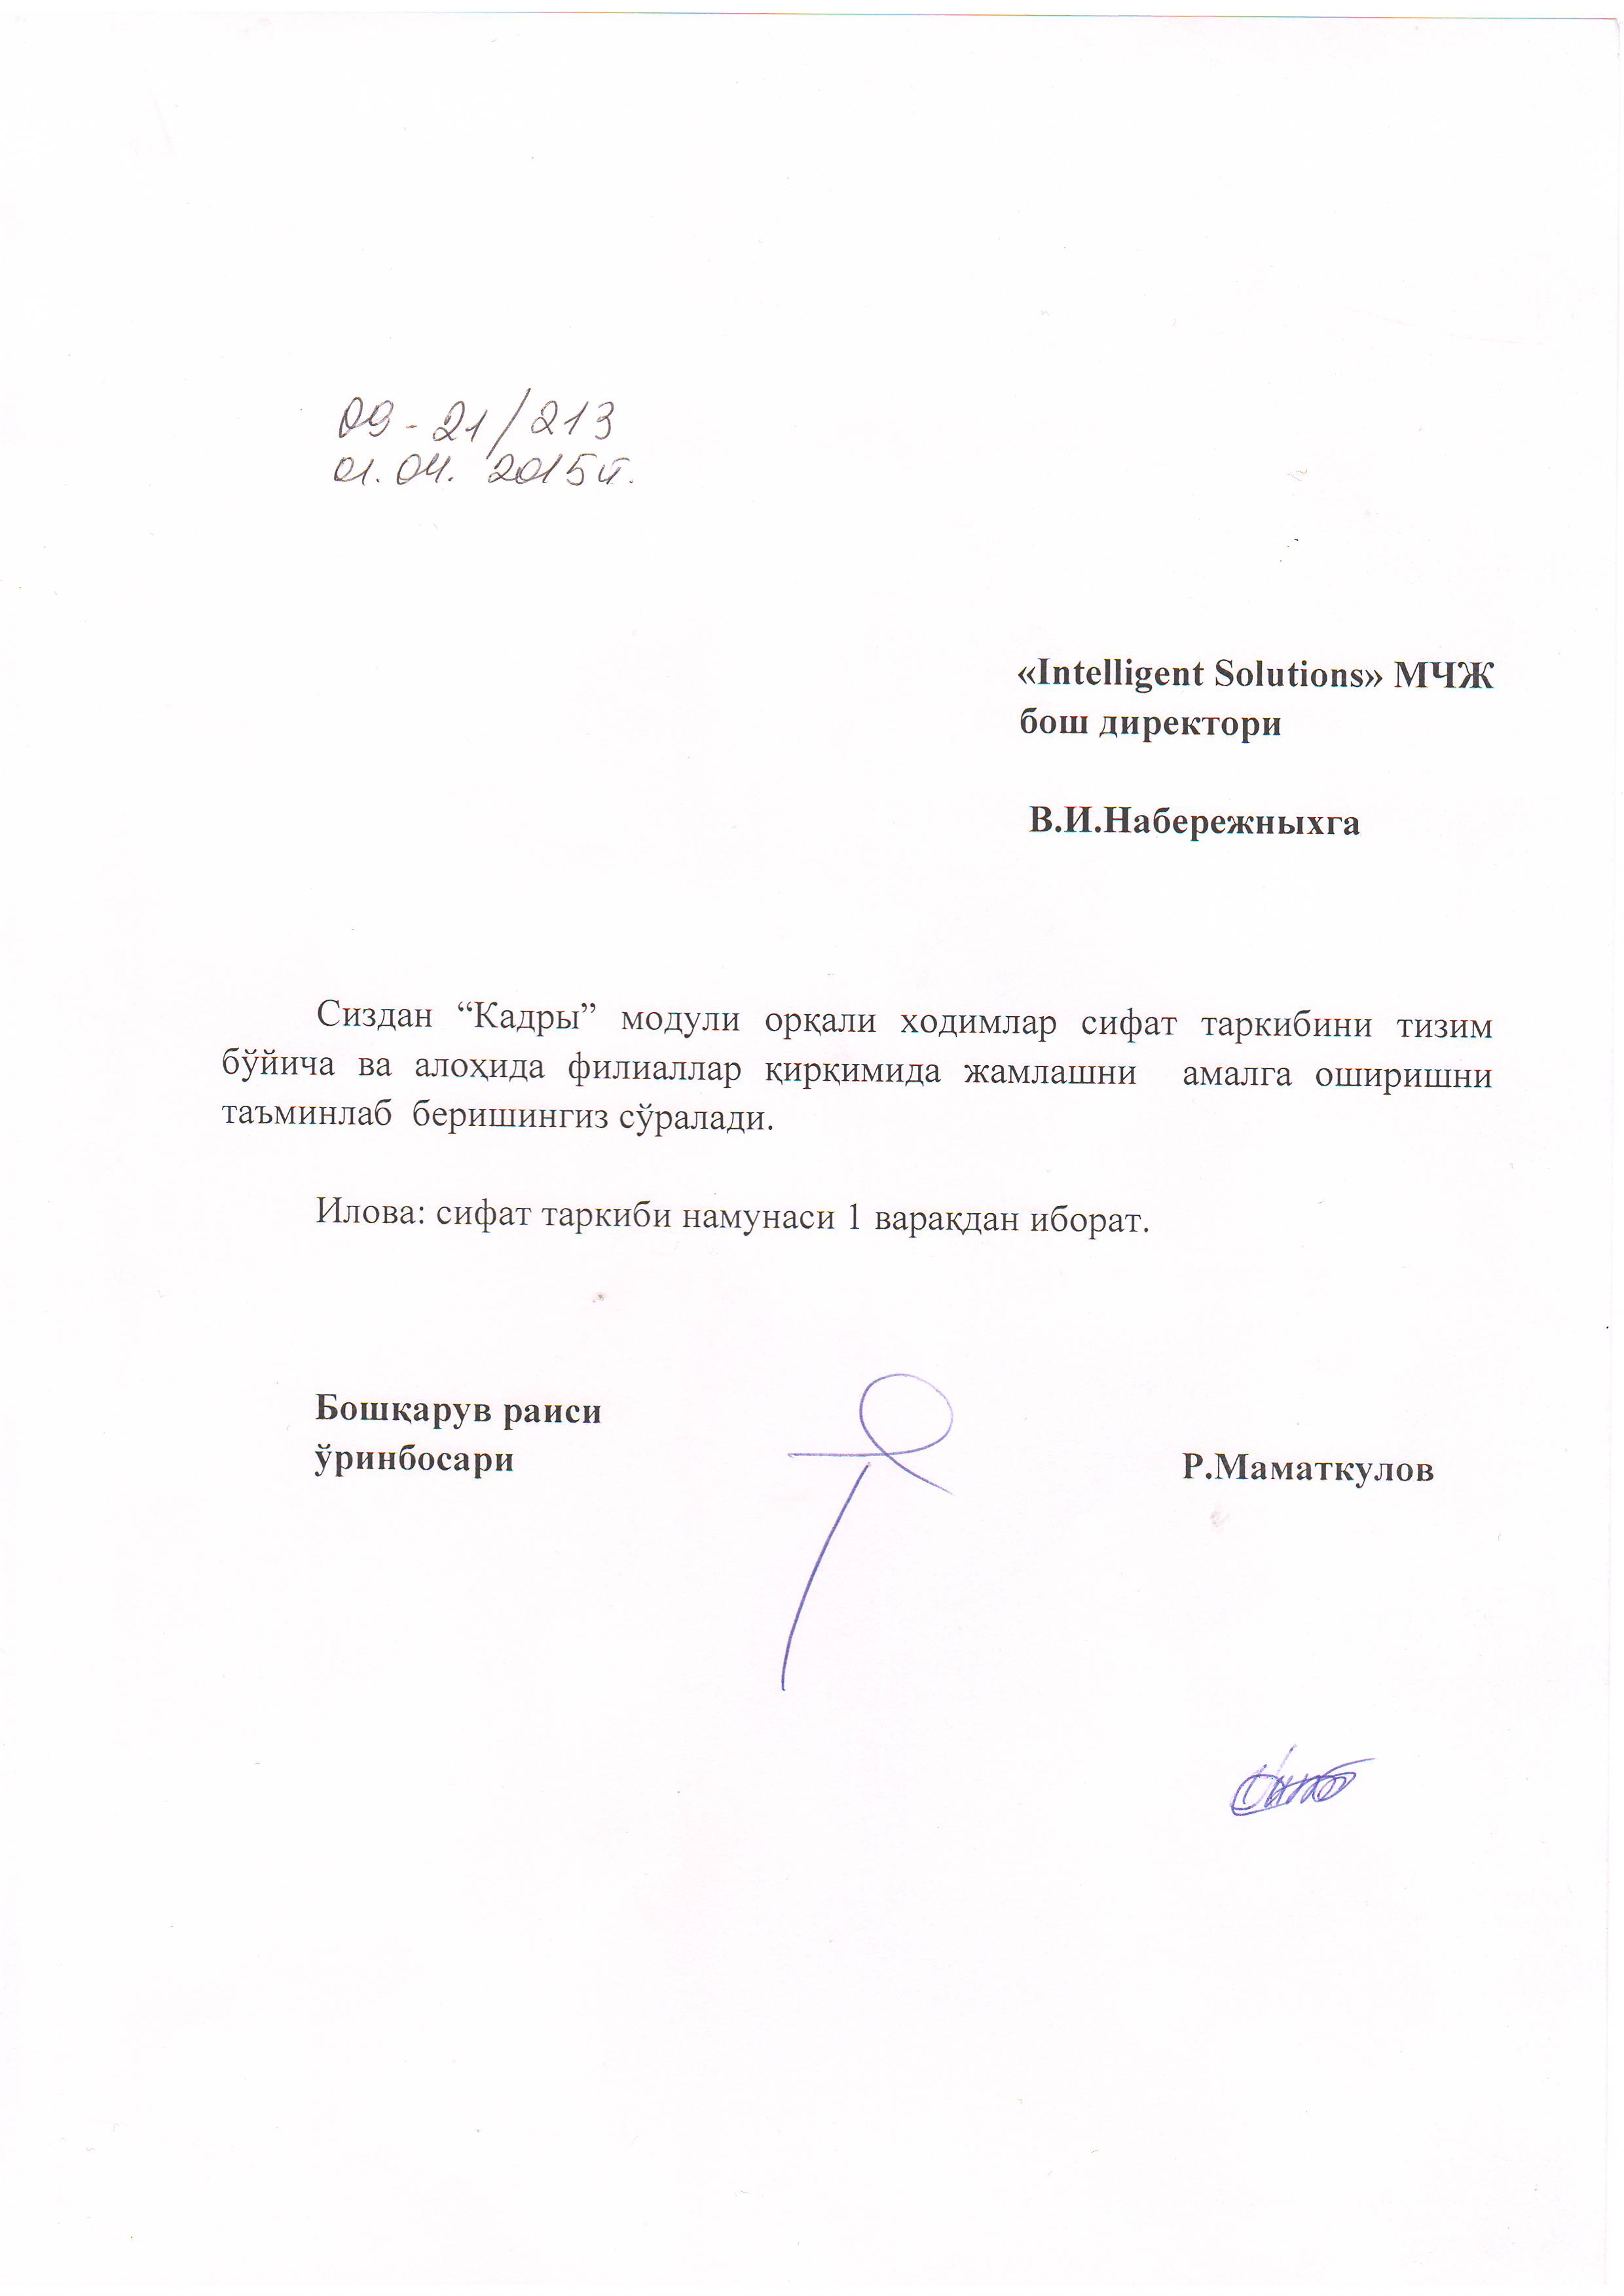 09-21/213
01.04. 2015й.
«Intelligent Solutions» МЧЖ
бош директори
В.И.Набережныхга
Сиздан “Кадры” модули орқали ходимлар сифат таркибини тизим
бўйича ва алоҳида филиаллар қирқимида жамлашни амалга оширишни
таъминлаб беришингиз сўралади.
Илова: сифат таркиби намунаси 1 варақдан иборат.
Бошқарув раиси
ўринбосари
Р.Маматкулов